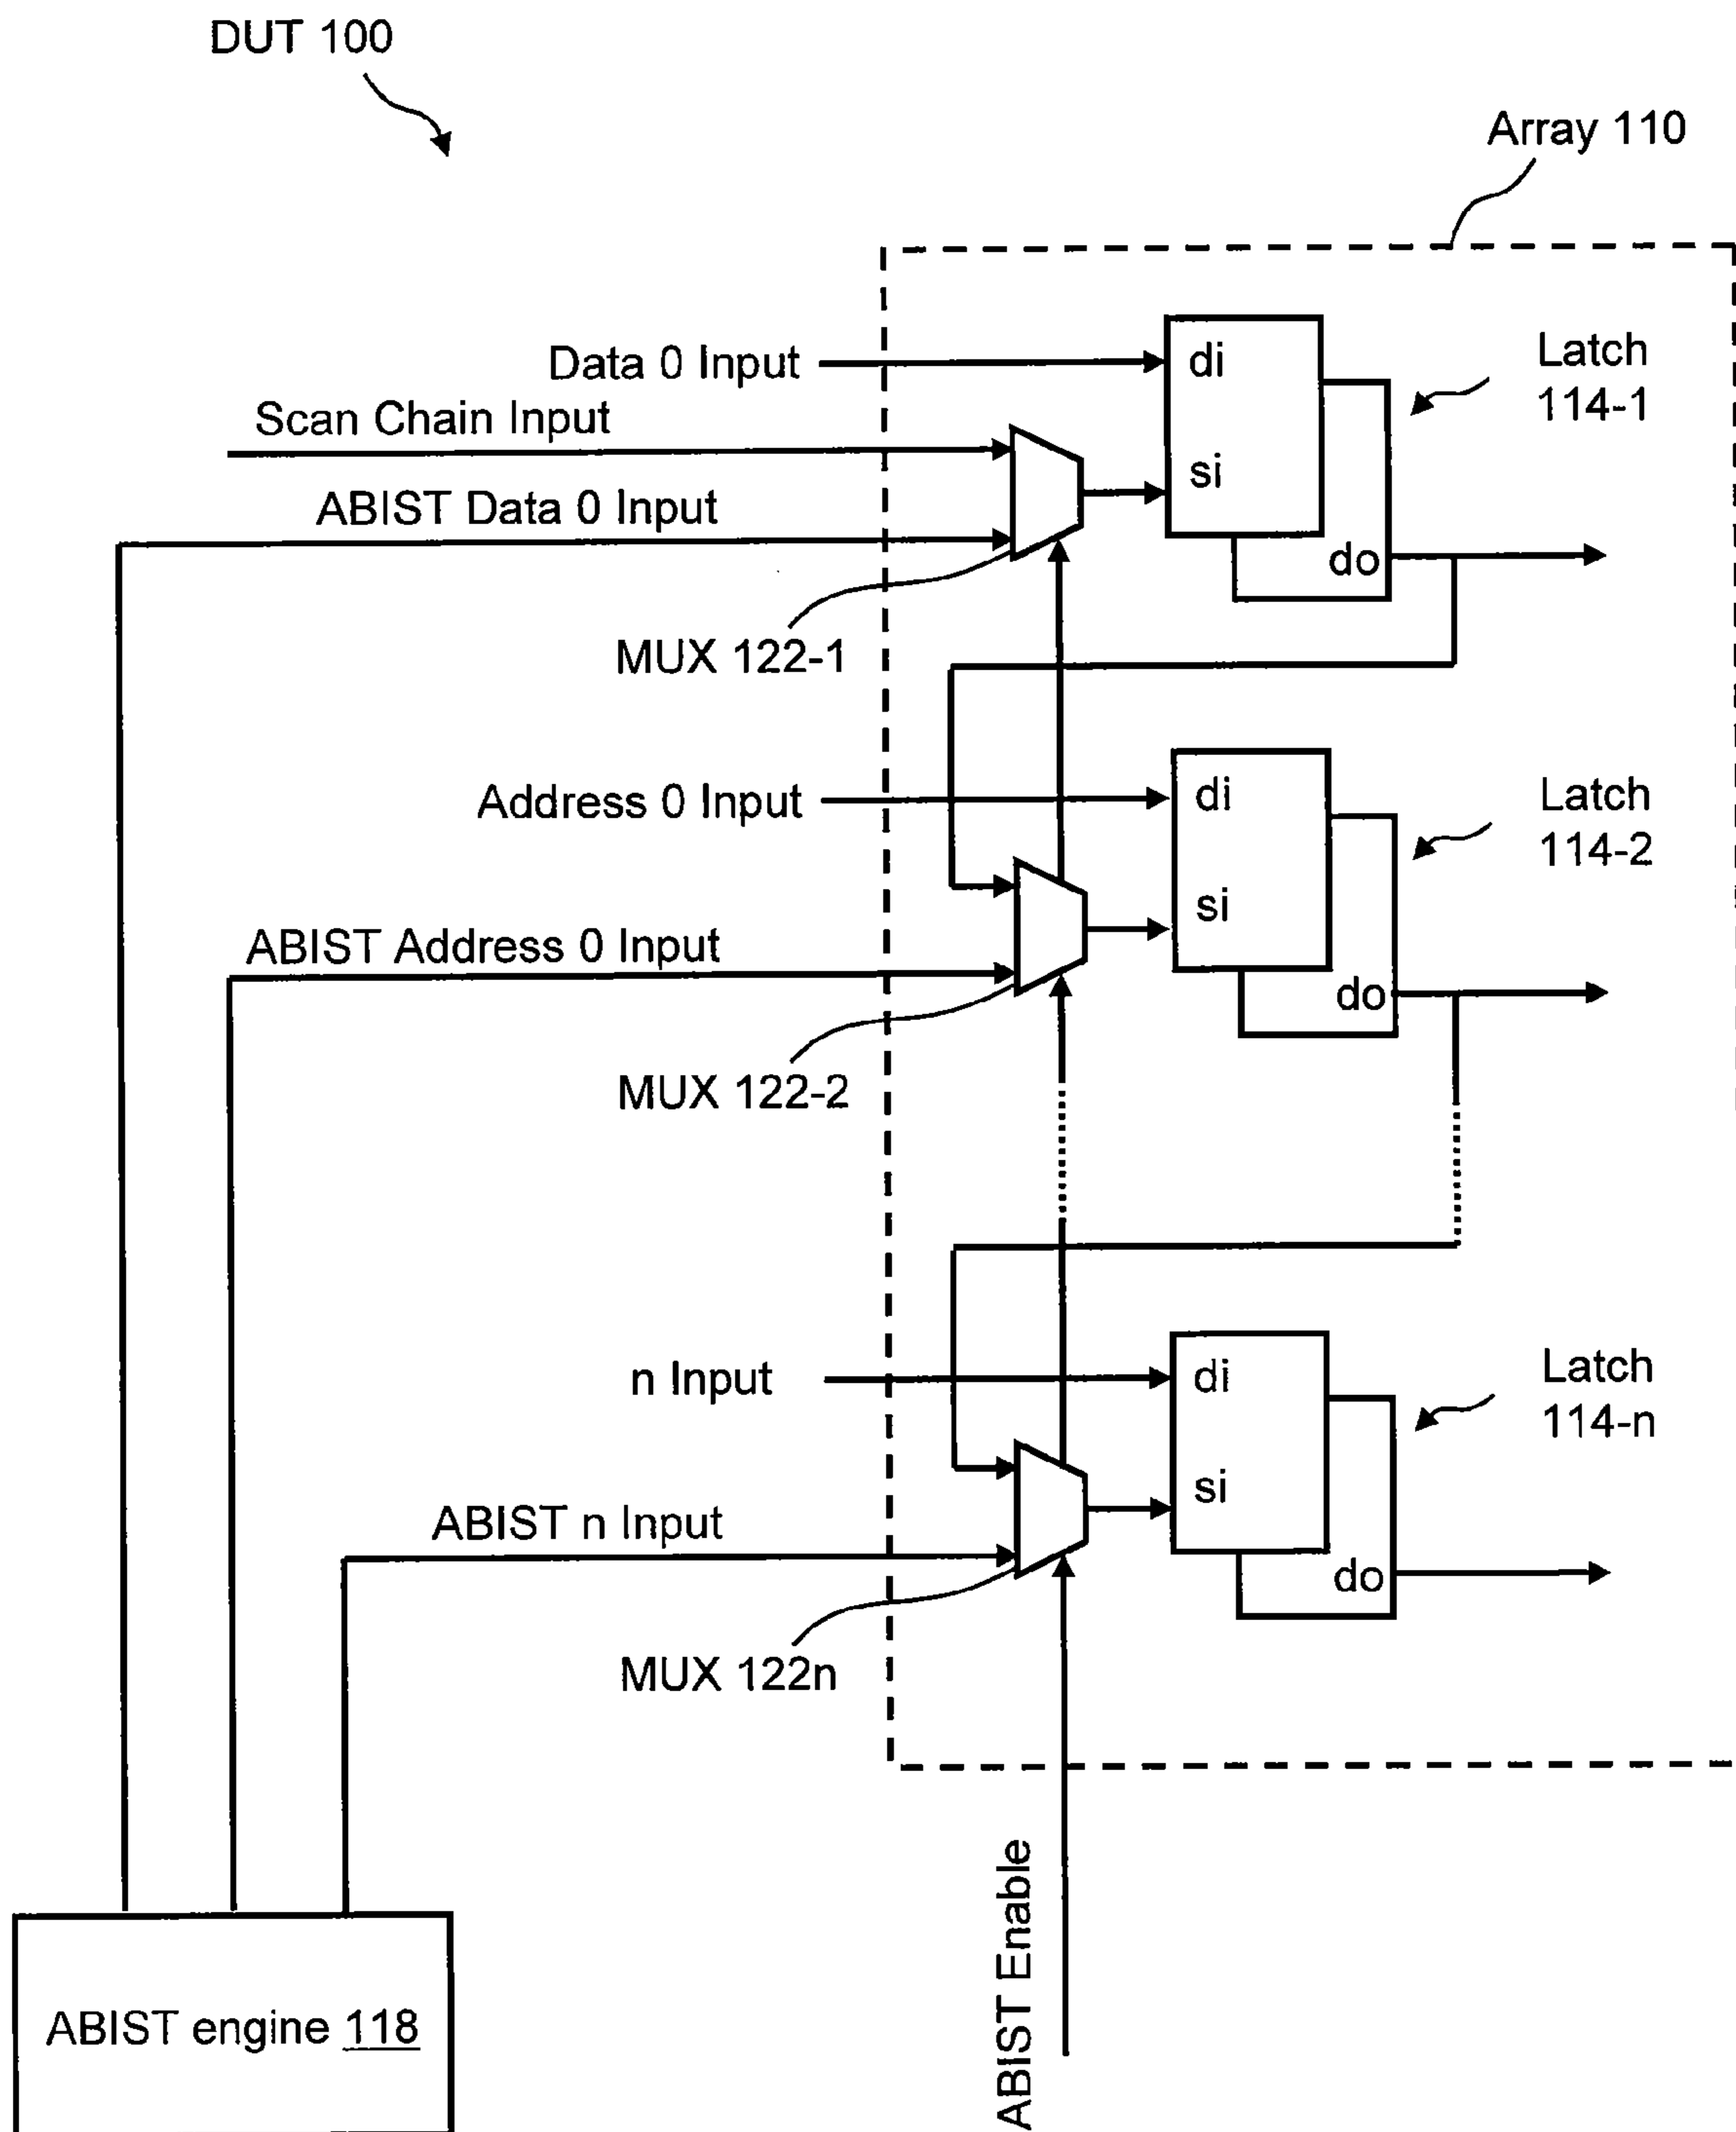 DUT 100
Array 110
Data 0 Input
di
Latch
114-1
Scan Chain Input
si
ABIST Data 0 Input
do
MUX 122-1
Address 0 Input
di
Latch
114-2
si
ABIST Address 0 Input
do
MUX 122-2
n Input
di
Latch
114-n
si
ABIST n Input
do
MUX 122n
ABIST Enable
ABIST engine 118